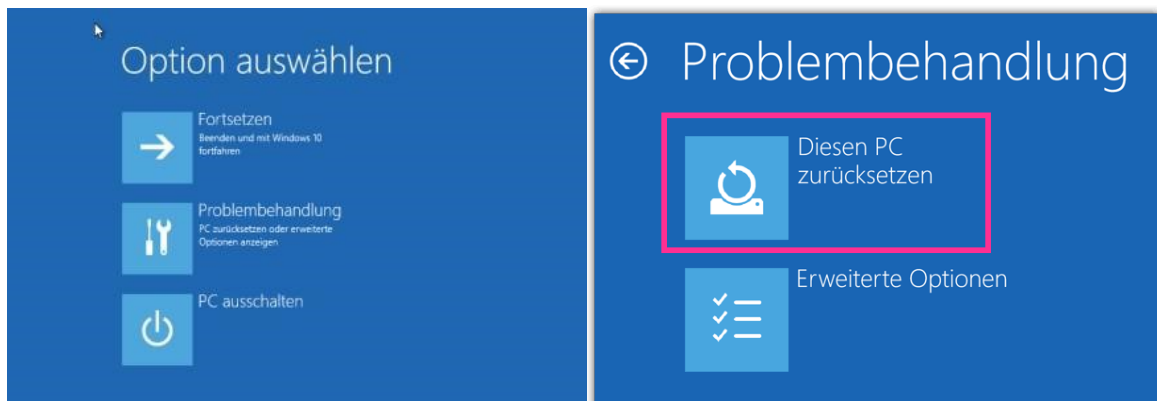 Option auswählen
Fortsetzen
Beenden und mit Windows 10
fortfahren
Problembehandlung
PC zurücksetzen oder erweiterte
Optionen anzeigen
PC ausschalten
Problembehandlung
Diesen PC
zurücksetzen
Erweiterte Optionen